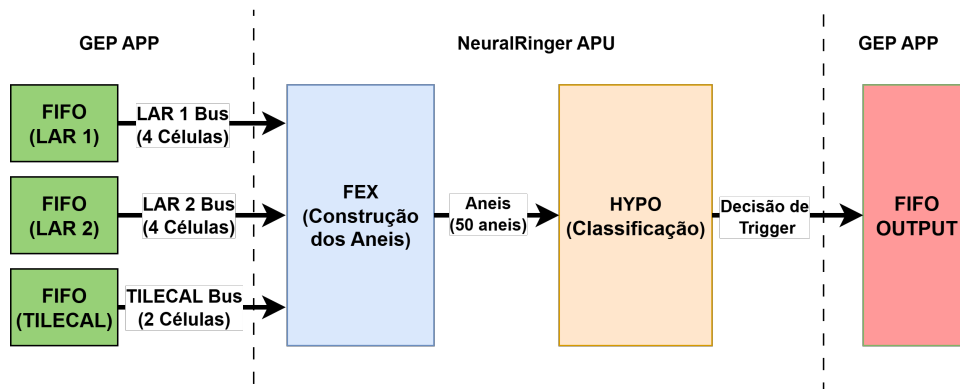 GEP APP
NeuralRinger APU
GEP APP
FIFO
(LAR 1)
LAR 1 Bus
(4 Células)
FIFO
(LAR 2)
LAR 2 Bus
(4 Células)
FIFO
(TILECAL)
TILECAL Bus
(2 Células)
FEX
(Construção
dos Aneis)
Aneis
(50 aneis)
HYPO
(Classificação)
Decisão de
Trigger
FIFO
OUTPUT